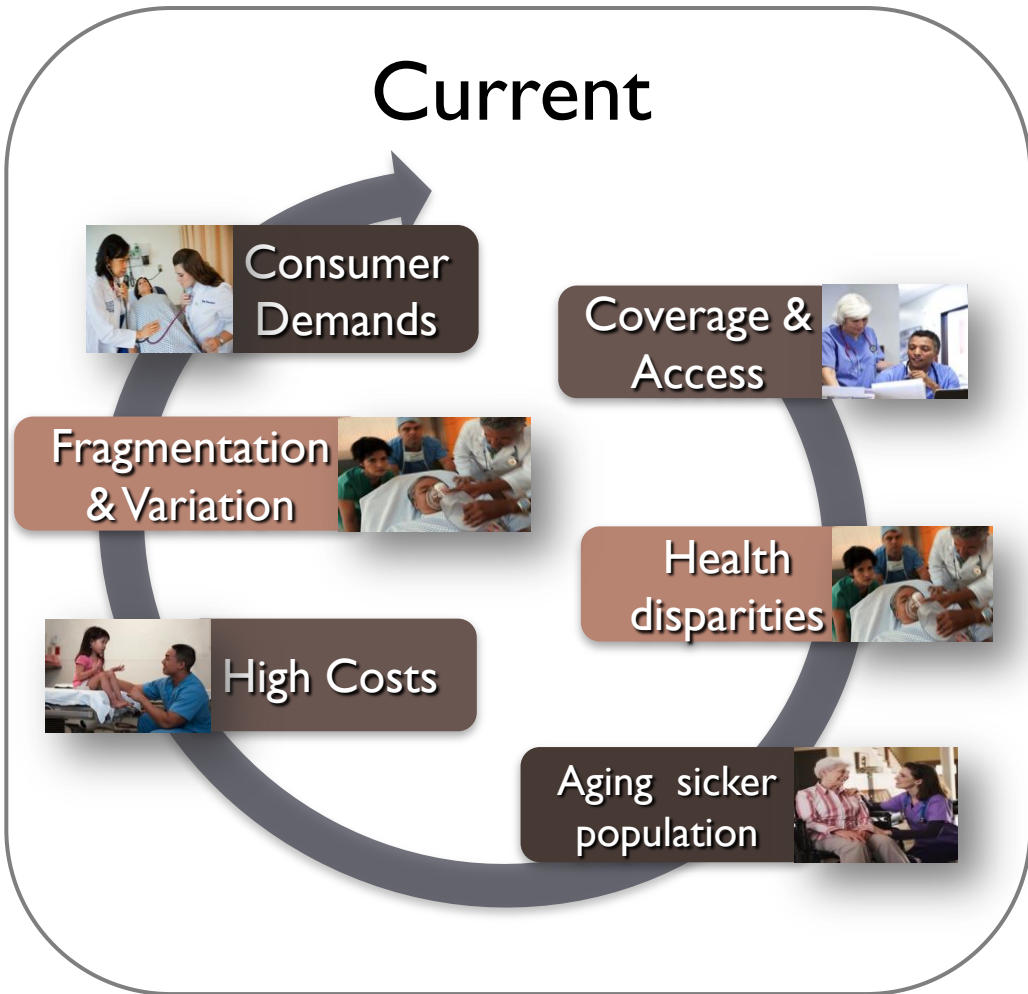 Current
Coverage &
Access
Health
disparities
Aging sicker
population
High Costs
Fragmentation
& Variation
Consumer
Demands